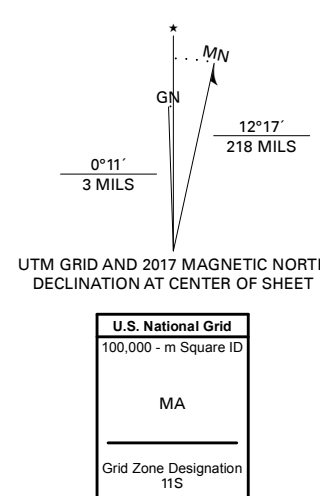 ★
MN
GN
12°17´
218 MILS
0°11´
3 MILS
UTM GRID AND 2017 MAGNETIC NORTH
DECLINATION AT CENTER OF SHEET
U.S. National Grid
100,000 - m Square ID
MA
Grid Zone Designation
11S